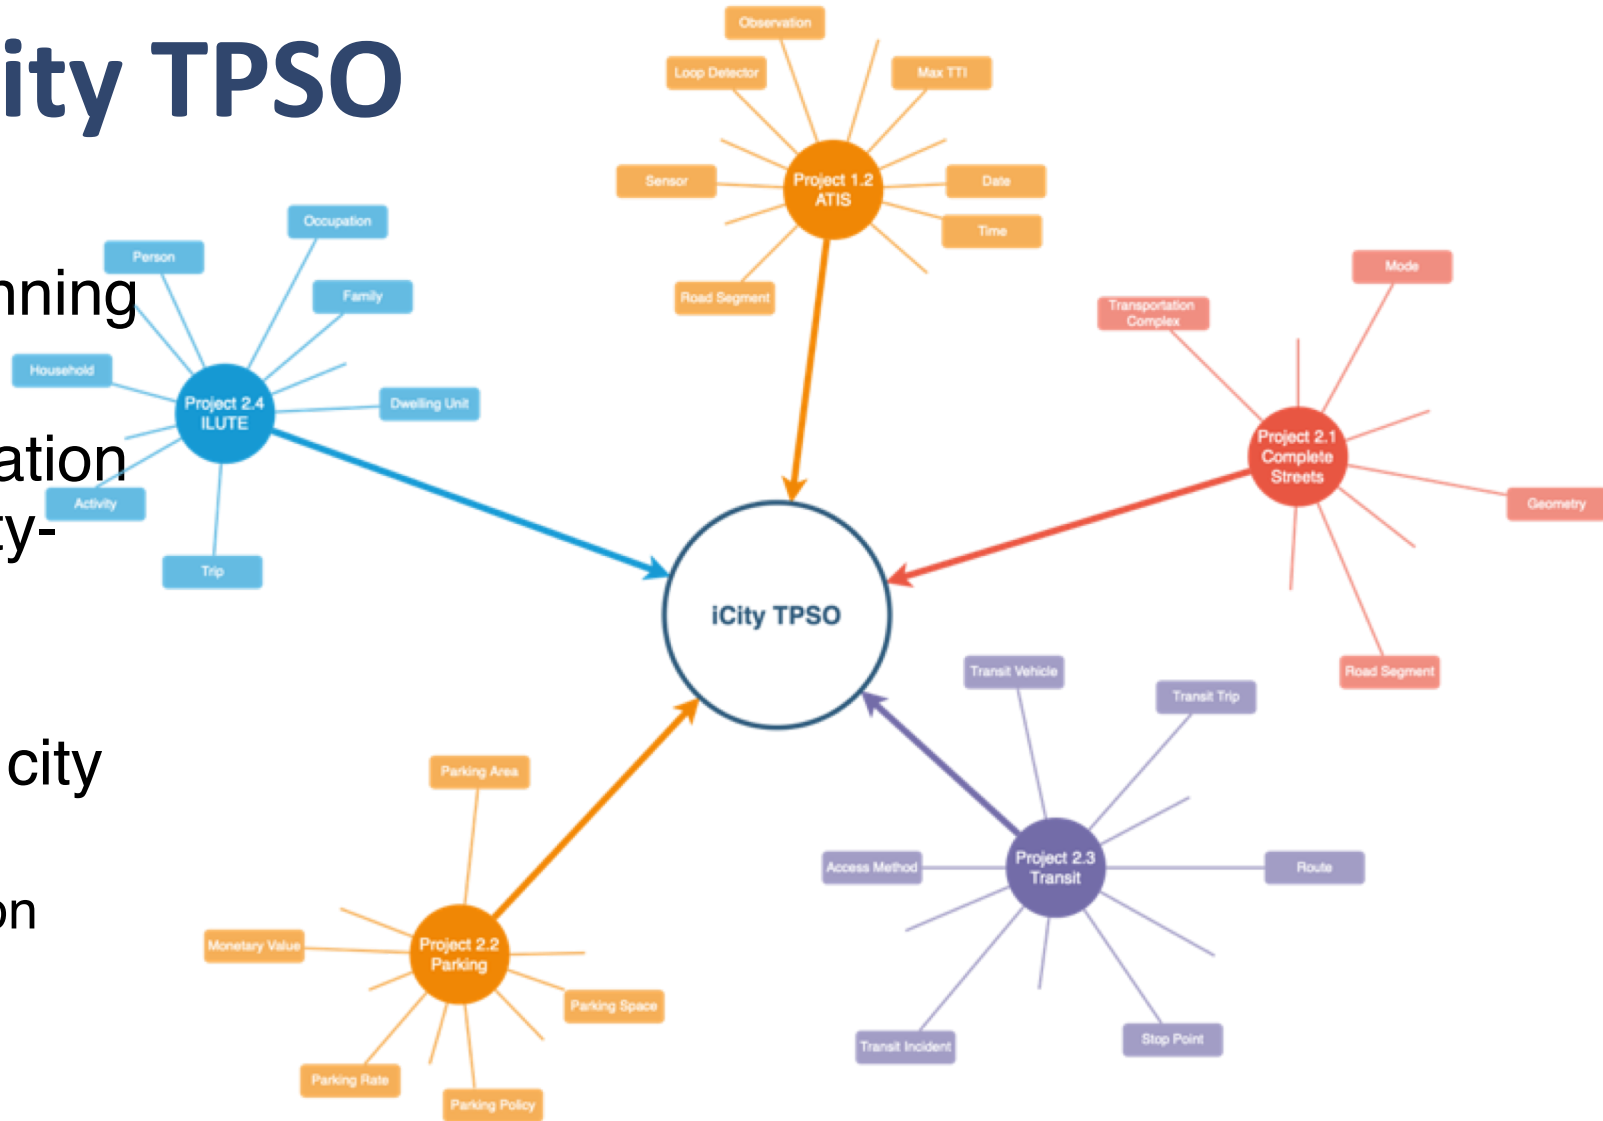 ity TPSO
nning
ation
ty-
city
on
Observation
Loop Detector
Max TTI
Sensor
Project 1.2
ATIS
Date
Time
Road Segment
Occupation
Person
Family
Household
Project 2.4
ILUTE
Dwelling Unit
Activity
Trip
Mode
Transportation
Complex
Project 2.1
Complete
Streets
Geometry
Road Segment
iCity TPSO
Transit Vehicle
Transit Trip
Access Method
Project 2.3
Transit
Route
Transit Incident
Stop Point
Parking Area
Monetary Value
Project 2.2
Parking
Parking Space
Parking Rate
Parking Policy